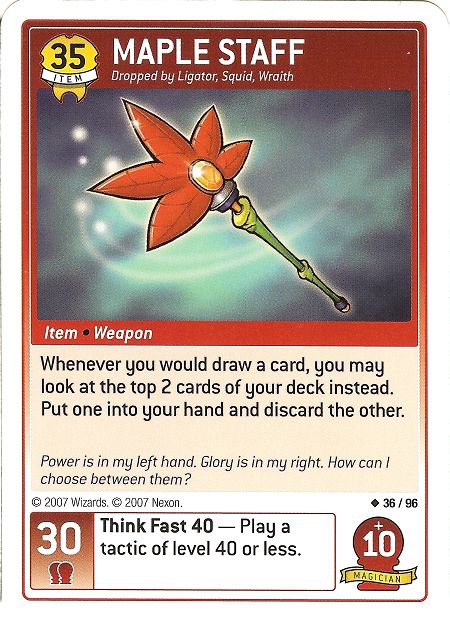 35
ITEM
MAPLE STAFF
Dropped by Ligator, Squid, Wraith
Item • Weapon
Whenever you would draw a card, you may
look at the top 2 cards of your deck instead.
Put one into your hand and discard the other.
Power is in my left hand. Glory is in my right. How can I
choose between them?
© 2007 Wizards. © 2007 Nexon.
◆ 36 / 96
30
Think Fast 40 — Play a
tactic of level 40 or less.
+
10
MAGICIAN